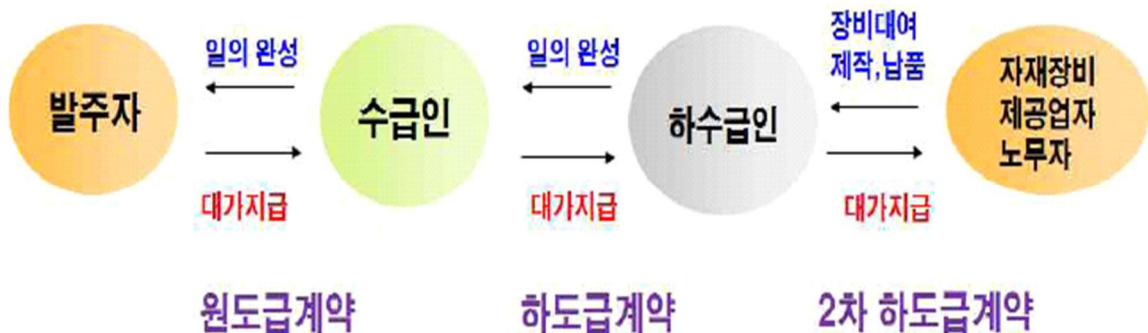 발주자
일의 완성
대가지급
수급인
일의 완성
대가지급
하수급인
장비대여
제작,납품
대가지급
자재장비
제공업자
노무자
원도급계약
하도급계약
2차 하도급계약